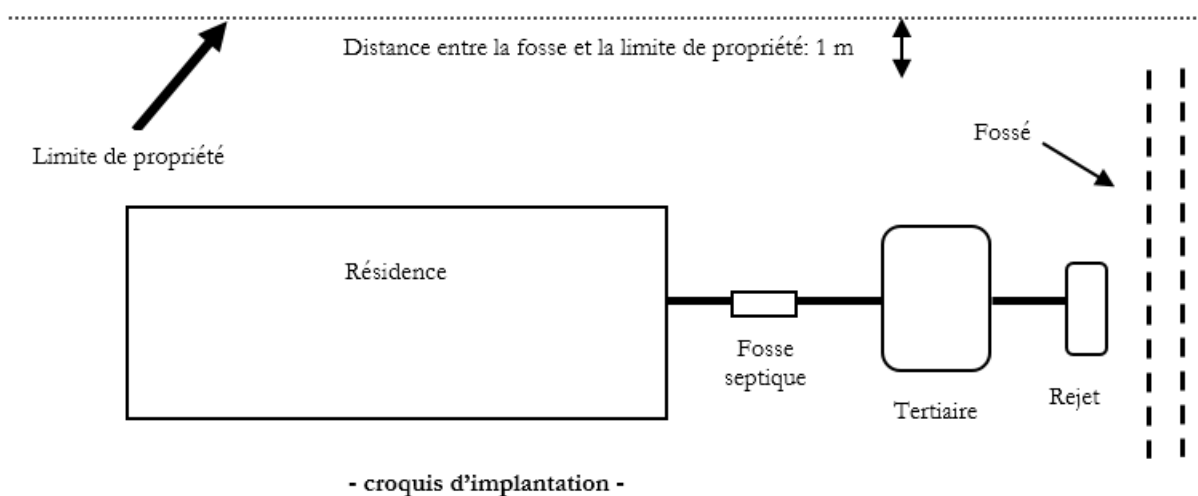 Distance entre la fosse et la limite de propriété: 1 m
Limite de propriété
Fossé
Résidence
Fosse
septique
Tertiaire
Rejet
- croquis d’implantation -